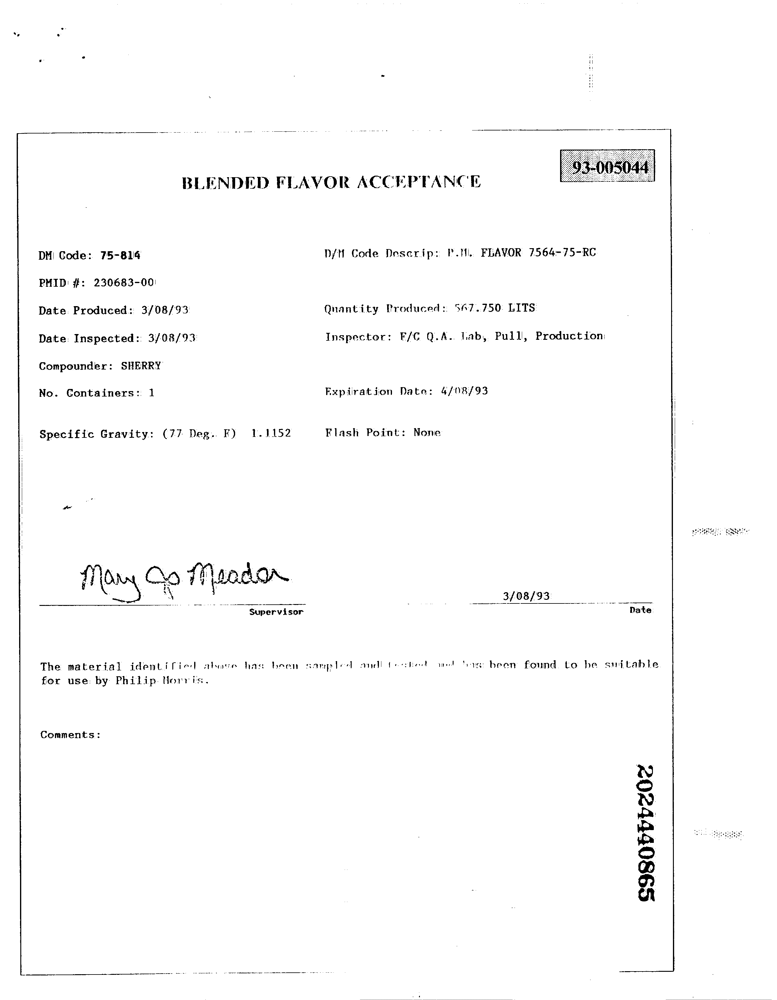 93-005044
BLENDED FLAVOR ACCEPTANCE
DM Code: 75-814 D/M Code Descrip: P.M. FLAVOR 7564-75-RC
PMID #: 230683-00
Date Produced: 3/08/93 Quantity Produced: 567.750 LITS
Date Inspected: 3/08/93 Inspector: F/C Q.A. Lab, Pull, Production
Compounder: SHERRY
No. Containers: 1 Expiration Date: 4/08/93
Specific Gravity: (77 Deg. F) 1.1152 Flash Point: None
Mary Jo Meador
3/08/93
Supervisor Date
The material identified above has been sampled and tested and has been found to be suitable
for use by Philip Morris.
Comments:
2024440865